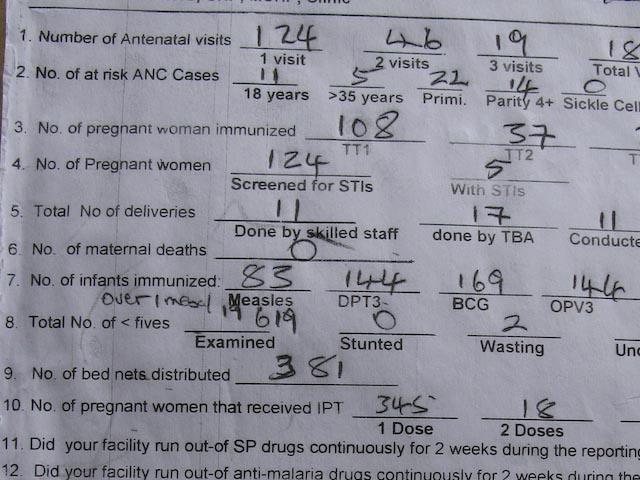 Clinic
1. Number of Antenatal visits 124 46 19 18
1 visit 2 visits 3 visits Total
2. No. of at risk ANC Cases 11 5 22 14 0
18 years >35 years Primi. Parity 4+ Sickle Cell
3. No. of pregnant woman immunized 108 37
TT1 TT2 T
4. No. of Pregnant women 124 5
Screened for STIs With STIs
5. Total No of deliveries 11 17 11
Done by skilled staff done by TBA Conducte
6. No. of maternal deaths 0
7. No. of infants immunized: 83 144 169 144
over 1 Measles DPT3 BCG OPV3
8. Total No. of < fives 619 0 2
Examined Stunted Wasting Un
9. No. of bed nets distributed 381
10. No. of pregnant women that received IPT 345 18
1 Dose 2 Doses
11. Did your facility run out-of SP drugs continuously for 2 weeks during the reporting
12. Did your facility run out-of anti-malaria drugs continuously for 2 weeks during the